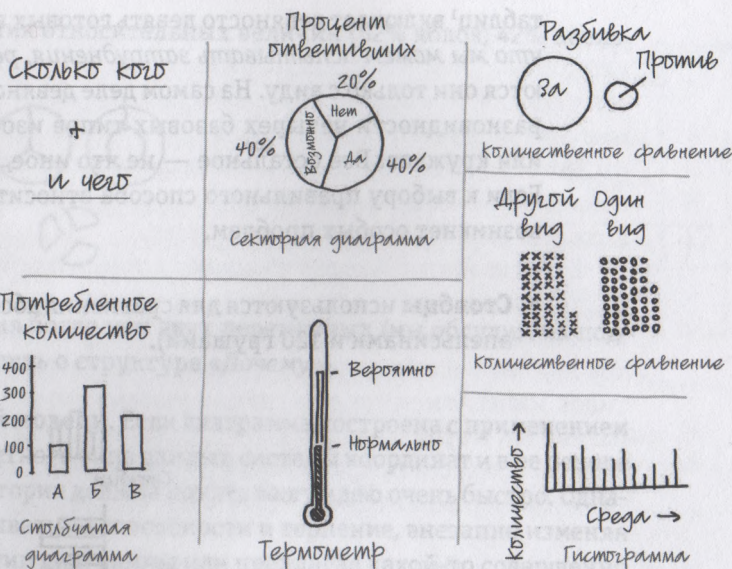 Сколько кого
+
и чего
Процент
ответивших
20%
40%
40%
Возможно
Нет
Да
Секторная диаграмма
Разбивка
За
Против
Количественное сравнение
Другой
вид
Один
вид
Количественное сравнение
Потребленное
количество
400
300
200
100
0
А Б В
Столбчатая
диаграмма
Вероятно
Нормально
Термометр
Количество →
Среда →
Гистограмма